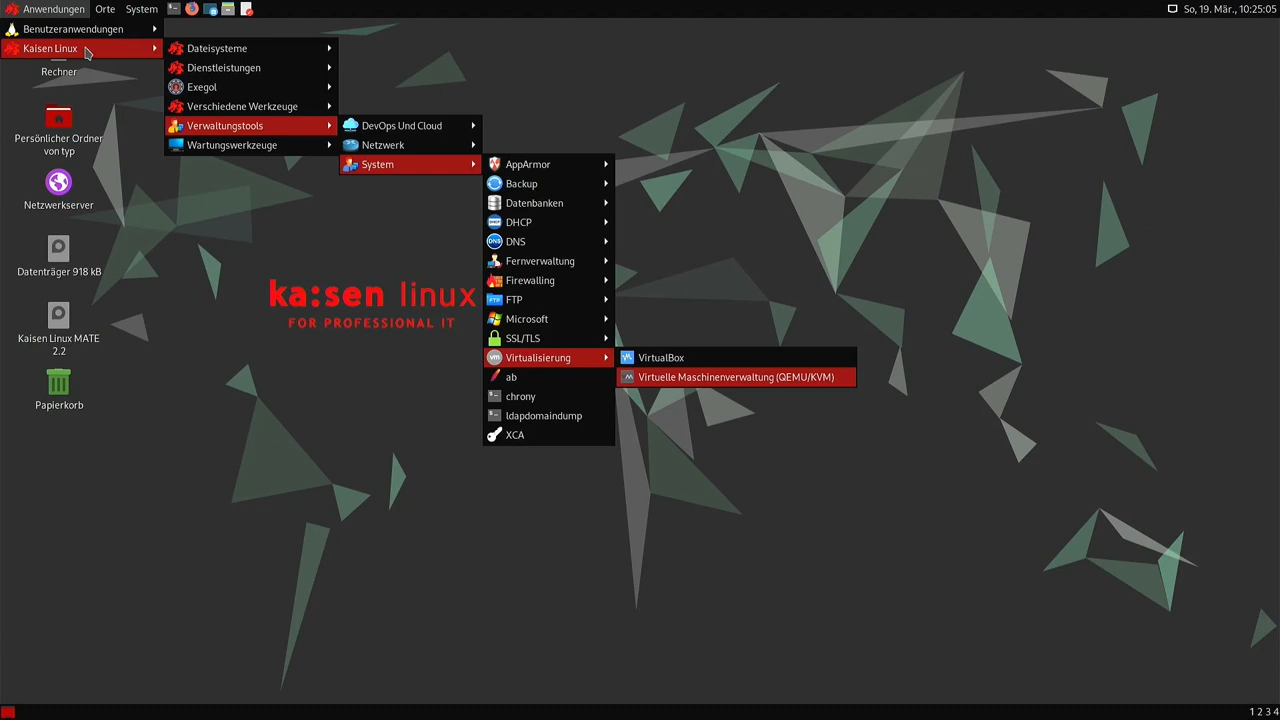 Anwendungen Orte System
So, 19. Mär., 10:25:05
Benutzeranwendungen
Kaisen Linux
Dateisysteme
Dienstleistungen
Exegol
Verschiedene Werkzeuge
Verwaltungstools
Wartungswerkzeuge
DevOps Und Cloud
Netzwerk
System
AppArmor
Backup
Datenbanken
DHCP
DNS
Fernverwaltung
Firewalling
FTP
Microsoft
SSL/TLS
Virtualisierung
ab
chrony
ldapdomaindump
XCA
VirtualBox
Virtuelle Maschinenverwaltung (QEMU/KVM)
Rechner
Persönlicher Ordner
von typ
Netzwerkserver
Datenträger 918 kB
Kaisen Linux MATE
2.2
Papierkorb
ka:sen linux
FOR PROFESSIONAL IT
1 2 3 4